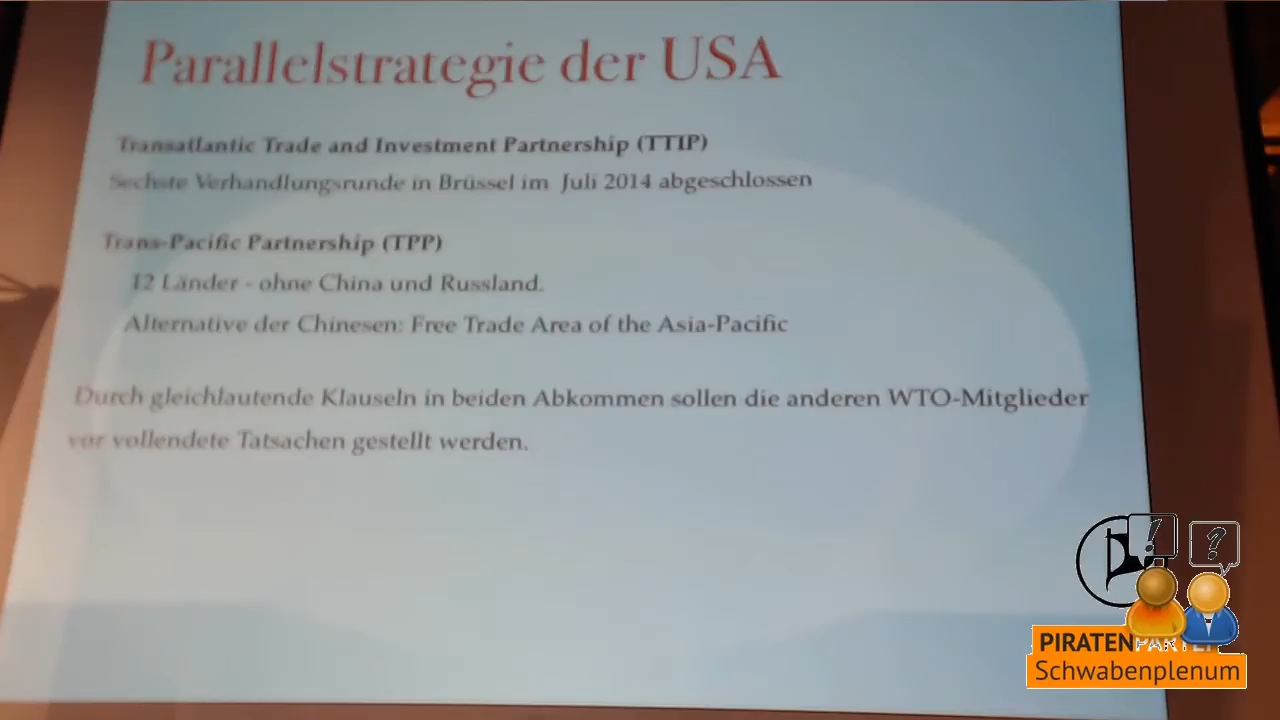 Parallelstrategie der USA
Transatlantic Trade and Investment Partnership (TTIP)
Sechste Verhandlungsrunde in Brüssel im Juli 2014 abgeschlossen
Trans-Pacific Partnership (TPP)
12 Länder - ohne China und Russland.
Alternative der Chinesen: Free Trade Area of the Asia-Pacific
Durch gleichlautende Klauseln in beiden Abkommen sollen die anderen WTO-Mitglieder
vor vollendete Tatsachen gestellt werden.
! ?
PIRATENPARTEI
Schwabenplenum